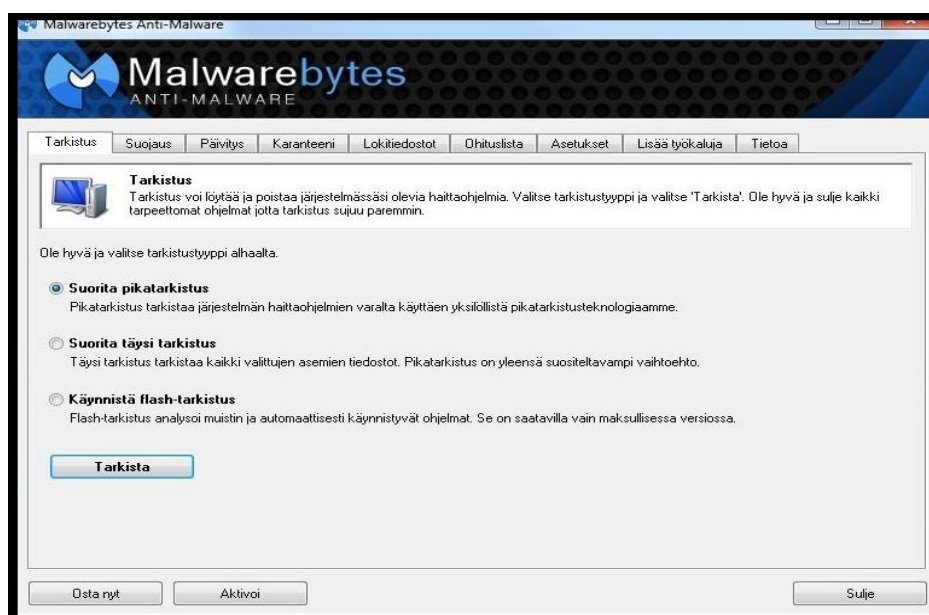 Malwarebytes Anti-Malware
Malwarebytes
ANTI-MALWARE
Tarkistus
Suojaus
Päivitys
Karanteeni
Lokitiedostot
Ohituslista
Asetukset
Lisää työkaluja
Tietoa
Tarkistus
Tarkistus voi löytää ja poistaa järjestelmässäsi olevia haittaohjelmia. Valitse tarkistustyyppi ja valitse 'Tarkista'. Ole hyvä ja sulje kaikki
tarpeettomat ohjelmat jotta tarkistus sujuu paremmin.
Ole hyvä ja valitse tarkistustyyppi alhaalta.
Suorita pikatarkistus
Pikatarkistus tarkistaa järjestelmän haittaohjelmien varalta käyttäen yksilöllistä pikatarkistusteknologiaamme.
Suorita täysi tarkistus
Täysi tarkistus tarkistaa kaikki valittujen asemien tiedostot. Pikatarkistus on yleensä suositeltavampi vaihtoehto.
Käynnistä flash-tarkistus
Flash-tarkistus analysoi muistin ja automaattisesti käynnistyvät ohjelmat. Se on saatavilla vain maksullisessa versiossa.
Tarkista
Osta nyt
Aktivoi
Sulje